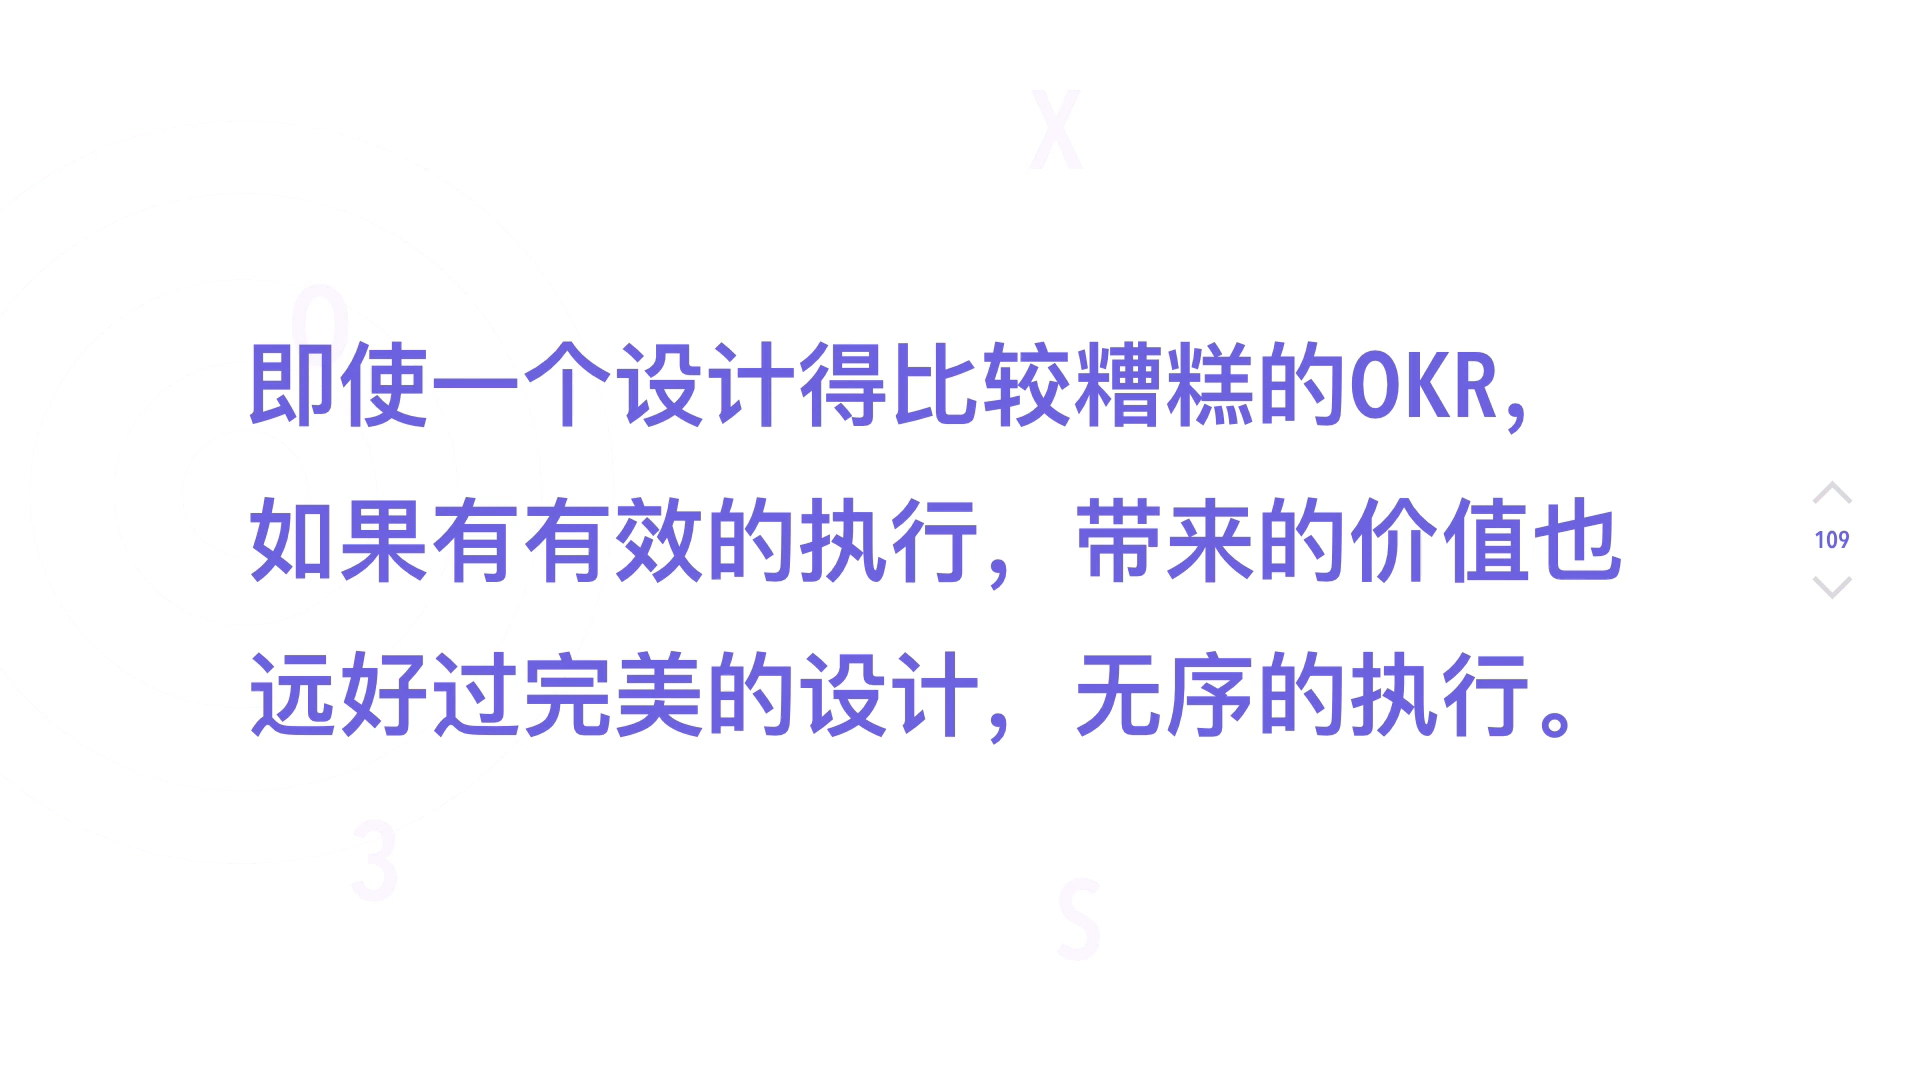 X
O
即使一个设计得比较糟糕的OKR，
如果有有效的执行，带来的价值也
109
远好过完美的设计，无序的执行。
3
S